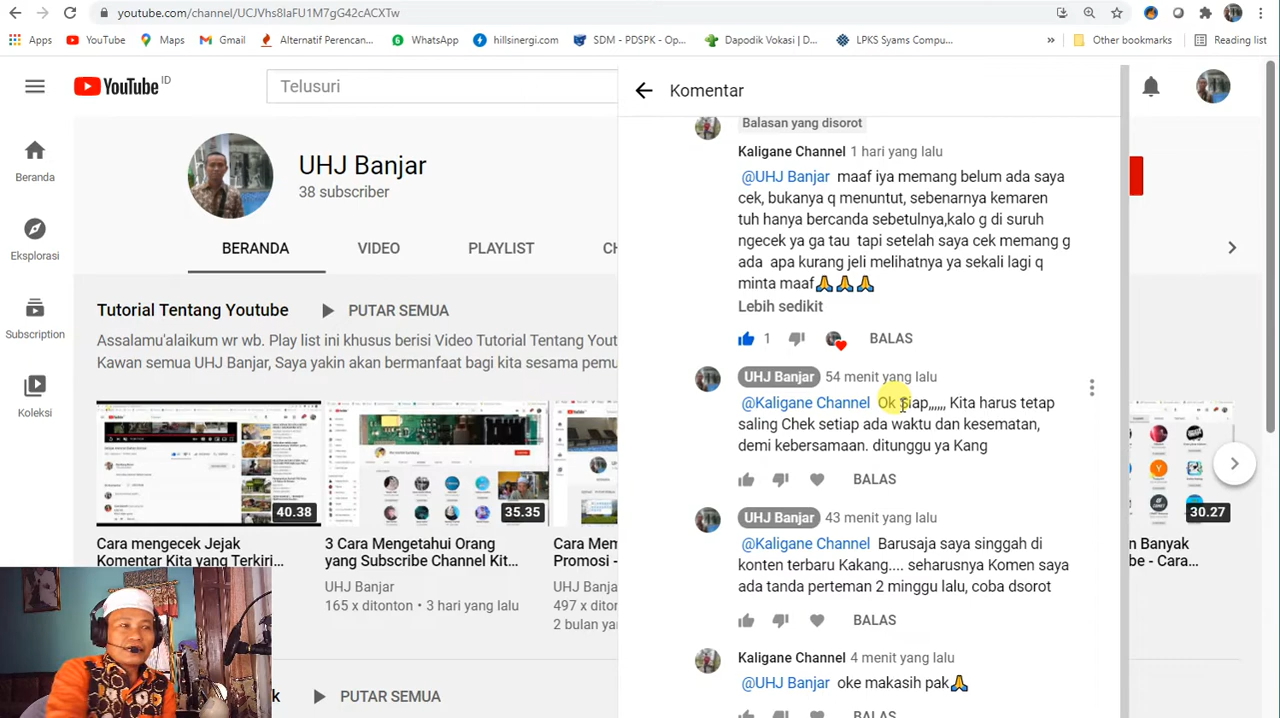 youtube.com/channel/UCJVhs8IaFU1M7gG42cACXTw
Apps YouTube Maps Gmail Alternatif Perencan... WhatsApp hillsinergi.com SDM - PDSPK - Op... Dapodik Vokasi | D... LPKS Syams Compu... » Other bookmarks Reading list
YouTube ID
Telusuri
Komentar
Beranda
Eksplorasi
Subscription
Koleksi
UHJ Banjar
38 subscriber
BERANDA VIDEO PLAYLIST CH
Tutorial Tentang Youtube PUTAR SEMUA
Assalamu'alaikum wr wb. Play list ini khusus berisi Video Tutorial Tentang Yout
Kawan semua UHJ Banjar, Saya yakin akan bermanfaat bagi kita sesama pemu
40.38
35.35
30.27
Cara mengecek Jejak
Komentar Kita yang Terkiri...
3 Cara Mengetahui Orang
yang Subscribe Channel Kit...
UHJ Banjar
165 x ditonton • 3 hari yang lalu
Cara Mem
Promosi -
UHJ Banjar
497 x diton
2 bulan ya
n Banyak
be - Cara...
k PUTAR SEMUA
Balasan yang disorot
Kaligane Channel 1 hari yang lalu
@UHJ Banjar maaf iya memang belum ada saya
cek, bukanya q menuntut, sebenarnya kemaren
tuh hanya bercanda sebetulnya,kalo g di suruh
ngecek ya ga tau tapi setelah saya cek memang g
ada apa kurang jeli melihatnya ya sekali lagi q
minta maaf🙏🙏🙏
Lebih sedikit
1 BALAS
UHJ Banjar 54 menit yang lalu
@Kaligane Channel Ok Siap,,,,,, Kita harus tetap
saling Chek setiap ada waktu dan kesematan,
demi kebersamaan. ditunggu ya Kang
BALAS
UHJ Banjar 43 menit yang lalu
@Kaligane Channel Barusaja saya singgah di
konten terbaru Kakang.... seharusnya Komen saya
ada tanda perteman 2 minggu lalu, coba dsorot
BALAS
Kaligane Channel 4 menit yang lalu
@UHJ Banjar oke makasih pak🙏
BALAS